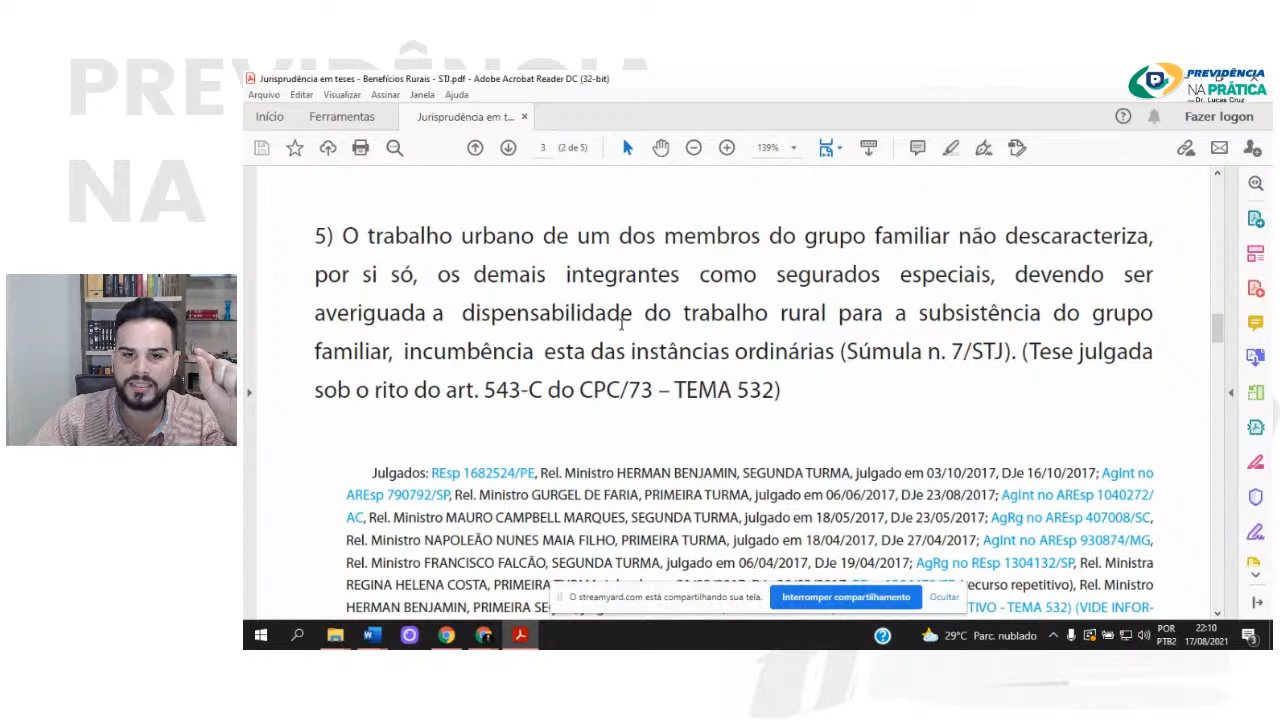 PREVIDÊNCIA
NA
Jurisprudência em teses - Benefícios Rurais - STJ.pdf - Adobe Acrobat Reader DC (32-bit)
PREVIDÊNCIA
NA PRÁTICA
Dr. Lucas Cruz
Arquivo Editar Visualizar Assinar Janela Ajuda
Início Ferramentas Jurisprudência em t... × Fazer logon
3 (2 de 5) 139%
5) O trabalho urbano de um dos membros do grupo familiar não descaracteriza,
por si só, os demais integrantes como segurados especiais, devendo ser
averiguada a dispensabilidade do trabalho rural para a subsistência do grupo
familiar, incumbência esta das instâncias ordinárias (Súmula n. 7/STJ). (Tese julgada
sob o rito do art. 543-C do CPC/73 – TEMA 532)
Julgados: REsp 1682524/PE, Rel. Ministro HERMAN BENJAMIN, SEGUNDA TURMA, julgado em 03/10/2017, DJe 16/10/2017; AgInt no
AREsp 790792/SP, Rel. Ministro GURGEL DE FARIA, PRIMEIRA TURMA, julgado em 06/06/2017, DJe 23/08/2017; AgInt no AREsp 1040272/
AC, Rel. Ministro MAURO CAMPBELL MARQUES, SEGUNDA TURMA, julgado em 18/05/2017, DJe 23/05/2017; AgRg no AREsp 407008/SC,
Rel. Ministro NAPOLEÃO NUNES MAIA FILHO, PRIMEIRA TURMA, julgado em 18/04/2017, DJe 27/04/2017; AgInt no AREsp 930874/MG,
Rel. Ministro FRANCISCO FALCÃO, SEGUNDA TURMA, julgado em 06/04/2017, DJe 19/04/2017; AgRg no REsp 1304132/SP, Rel. Ministra
REGINA HELENA COSTA, PRIMEIRA (recurso repetitivo), Rel. Ministro
HERMAN BENJAMIN, PRIMEIRA TIVO - TEMA 532) (VIDE INFOR-
O streamyard.com está compartilhando sua tela. Interromper compartilhamento Ocultar
29°C Parc. nublado POR PTB2 22:10 17/08/2021